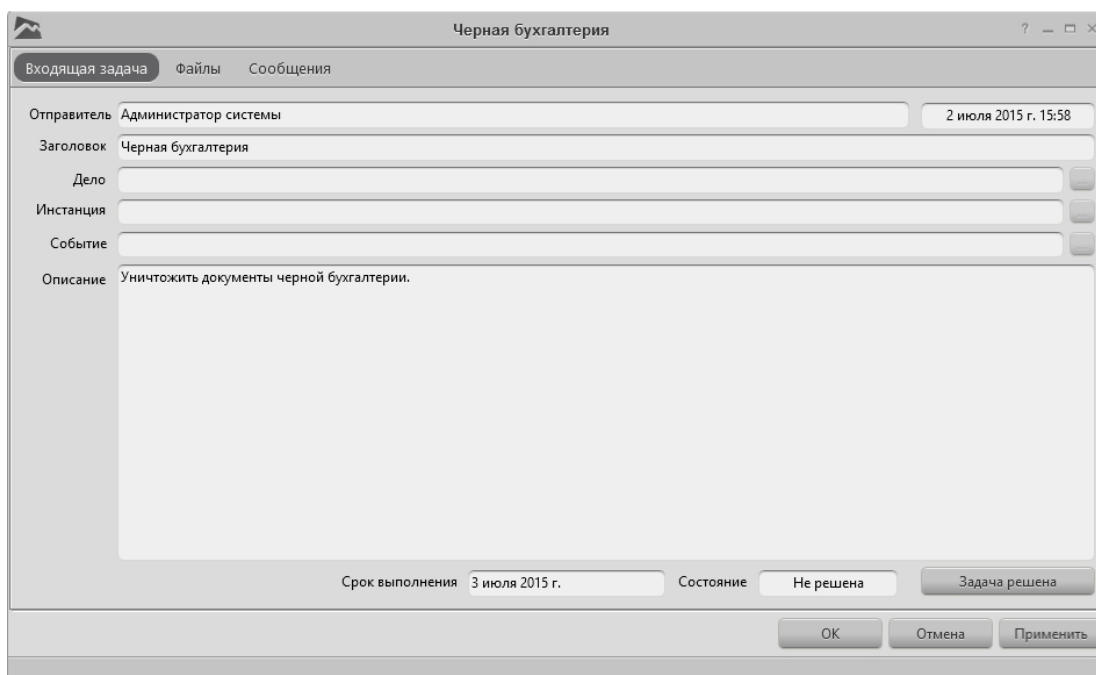 Черная бухгалтерия
?
Входящая задача Файлы Сообщения
Отправитель Администратор системы 2 июля 2015 г. 15:58
Заголовок Черная бухгалтерия
Дело ...
Инстанция ...
Событие ...
Описание Уничтожить документы черной бухгалтерии.
Срок выполнения 3 июля 2015 г. Состояние Не решена Задача решена
OK Отмена Применить